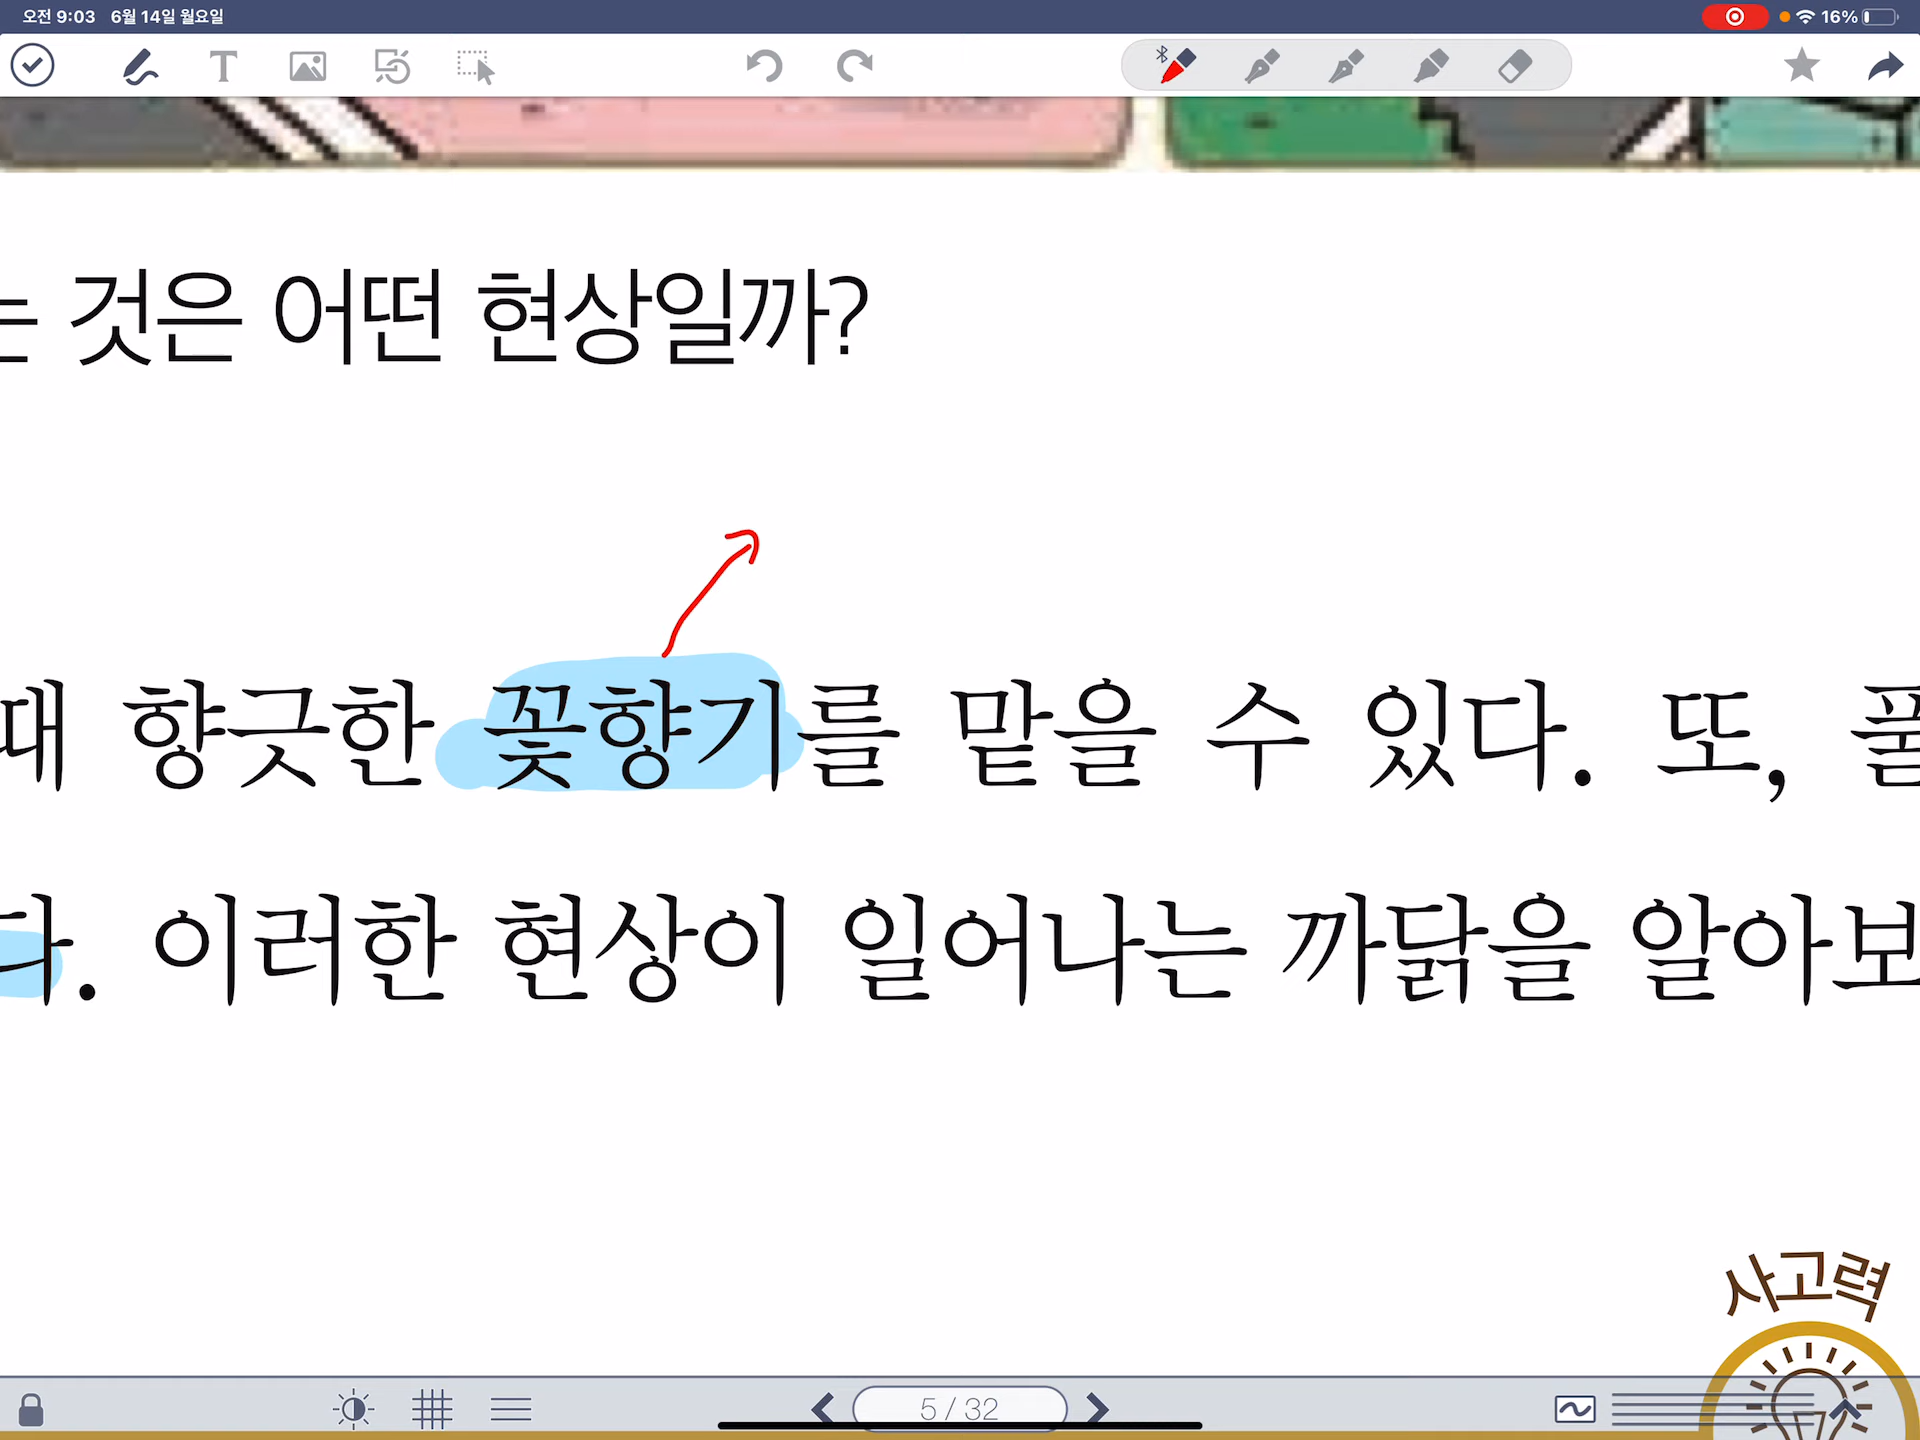 오전 9:03 6월 14일 월요일
16%
T
는 것은 어떤 현상일까?
때 향긋한 꽃향기를 맡을 수 있다. 또, 풀
다. 이러한 현상이 일어나는 까닭을 알아보
사고력
5 / 32